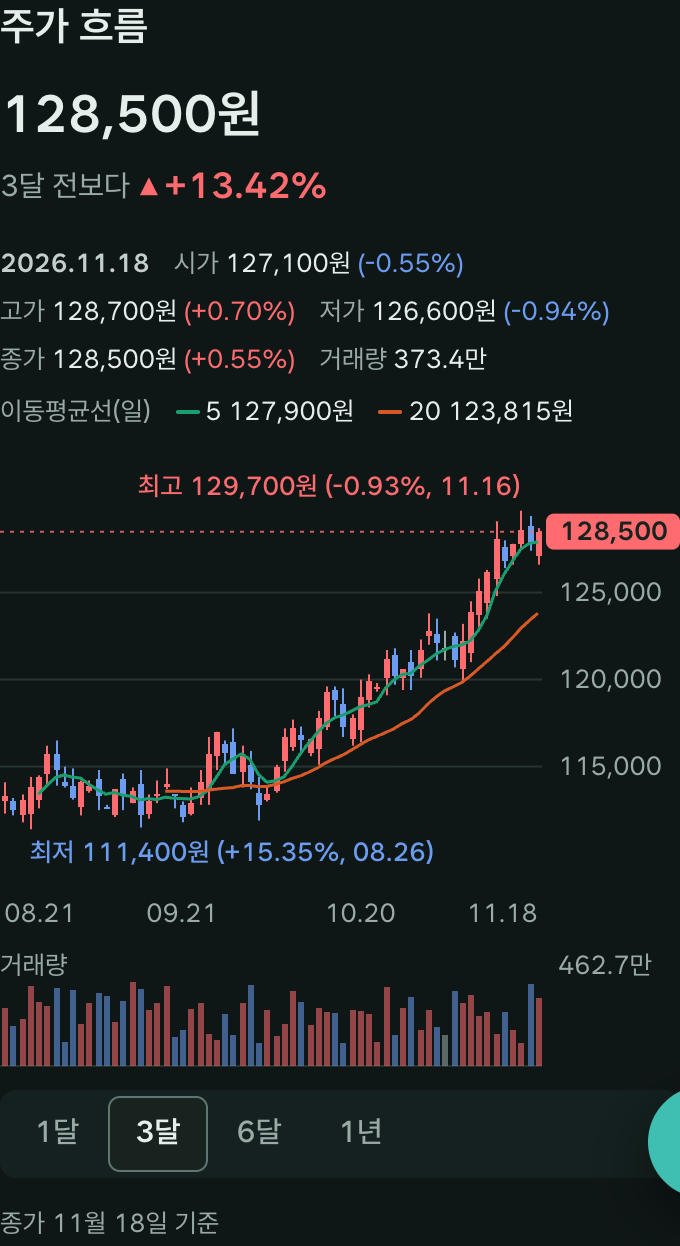 주가 흐름
128,500원
3달 전보다 ▲+13.42%
2026.11.18 시가 127,100원 (-0.55%)
고가 128,700원 (+0.70%) 저가 126,600원 (-0.94%)
종가 128,500원 (+0.55%) 거래량 373.4만
이동평균선(일) 5 127,900원 20 123,815원
최고 129,700원 (-0.93%, 11.16)
128,500
125,000
120,000
115,000
최저 111,400원 (+15.35%, 08.26)
08.21 09.21 10.20 11.18
거래량 462.7만
1달 3달 6달 1년
종가 11월 18일 기준